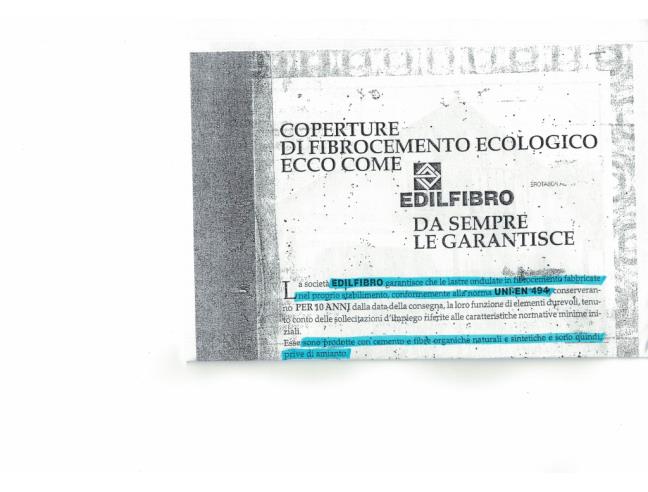 COPERTURE
DI FIBROCEMENTO ECOLOGICO
ECCO COME
EDILFIBRO
DA SEMPRE
LE GARANTISCE
La società EDILFIBRO garantisce che le lastre ondulate in fibrocemento fabbricate
nel proprio stabilimento, conformemente alla norma UNI-EN 494, conserveran-
no PER 10 ANNI dalla data della consegna, la loro funzione di elementi durevoli, tenu-
to conto delle sollecitazioni d'impiego riferite alle caratteristiche normative minime ini-
ziali.
Esse sono prodotte con cemento e fibre organiche naturali e sintetiche e sono quindi,
prive di amianto.